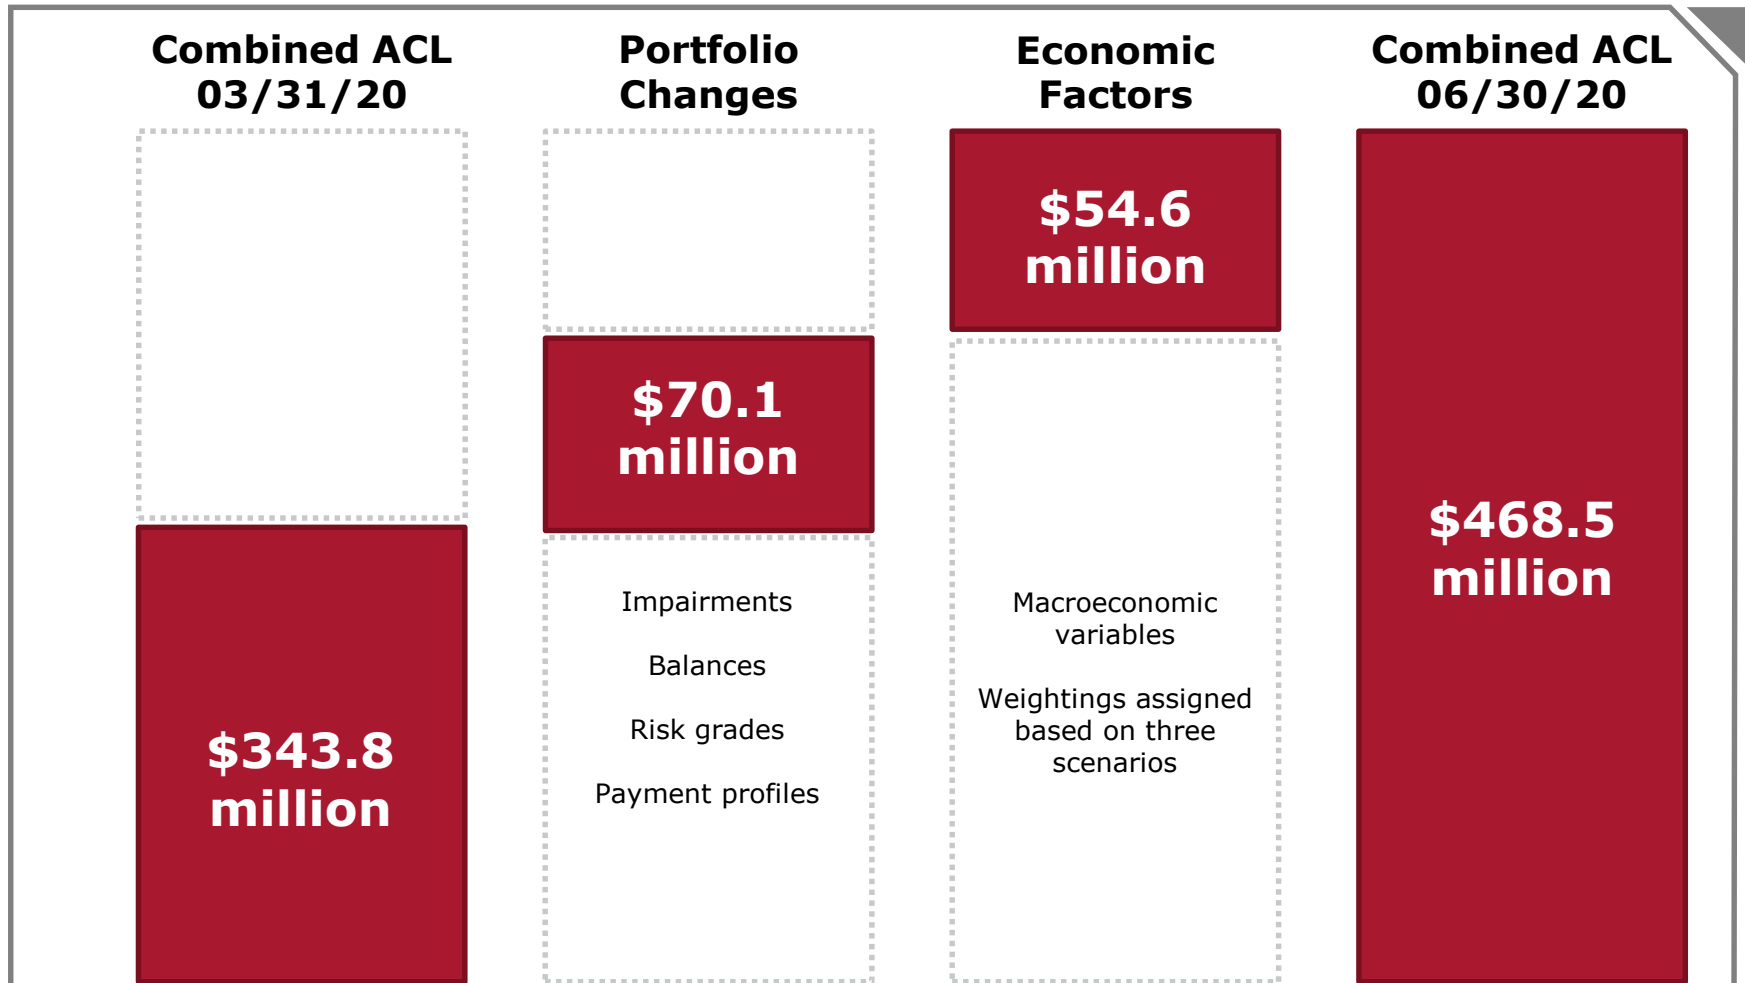 Combined ACL
03/31/20
Portfolio
Changes
Economic
Factors
Combined ACL
06/30/20
$343.8
million
$70.1
million
Impairments
Balances
Risk grades
Payment profiles
$54.6
million
Macroeconomic
variables
Weightings assigned
based on three
scenarios
$468.5
million